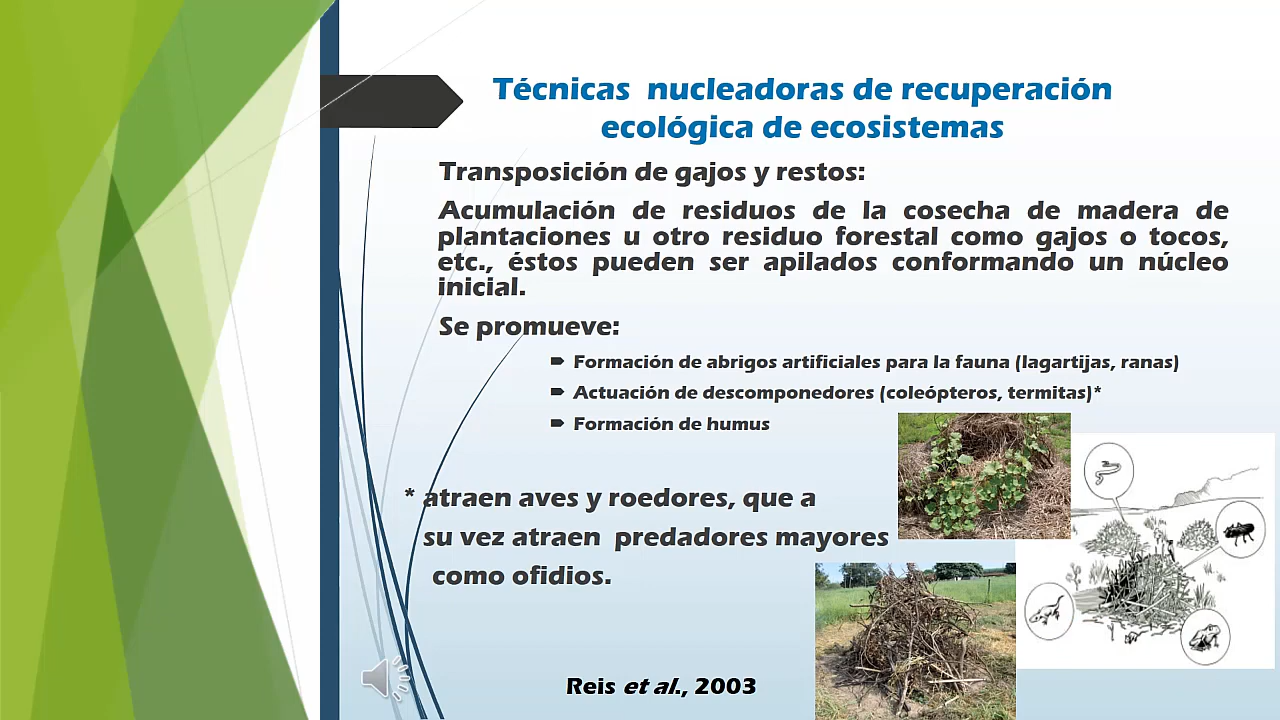 Técnicas  nucleadoras de recuperación
ecológica de ecosistemas
Transposición de gajos y restos:
Acumulación de residuos de la cosecha de madera de
plantaciones u otro residuo forestal como gajos o tocos,
etc., éstos pueden ser apilados conformando un núcleo
inicial.
Se promueve:
Formación de abrigos artificiales para la fauna (lagartijas, ranas)
Actuación de descomponedores (coleópteros, termitas)*
Formación de humus
* atraen aves y roedores, que a
su vez atraen  predadores mayores
como ofidios.
Reis et al., 2003